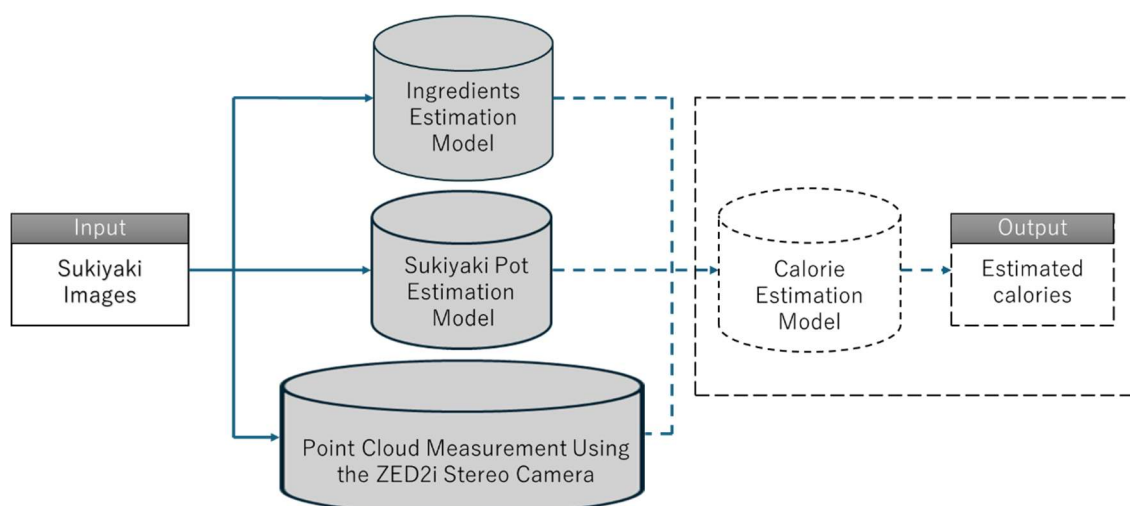 Ingredients
Estimation
Model
Input
Sukiyaki
Images
Sukiyaki Pot
Estimation
Model
Calorie
Estimation
Model
Output
Estimated
calories
Point Cloud Measurement Using
the ZED2i Stereo Camera